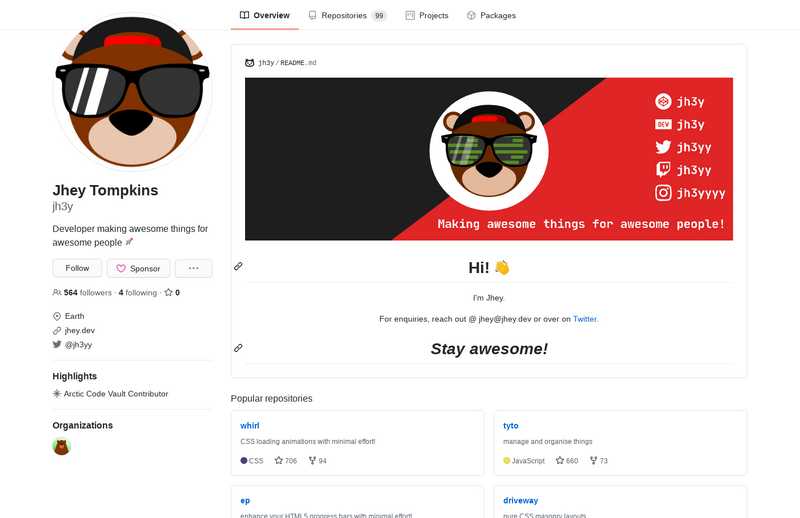 Overview
Repositories 99
Projects
Packages
Jhey Tompkins
jh3y
Developer making awesome things for
awesome people 🚀
Follow
Sponsor
564 followers · 4 following · 0
Earth
jhey.dev
@jh3yy
Highlights
Arctic Code Vault Contributor
Organizations
jh3y / README.md
jh3y
DEV jh3y
jh3yy
jh3yy
jh3yyyy
Making awesome things for awesome people!
Hi! 👋
I'm Jhey.
For enquiries, reach out @ jhey@jhey.dev or over on Twitter.
Stay awesome!
Popular repositories
whirl
CSS loading animations with minimal effort!
CSS 706 94
tyto
manage and organise things
JavaScript 660 73
ep
enhance your HTML5 progress bars with minimal effort!
driveway
pure CSS masonry layouts